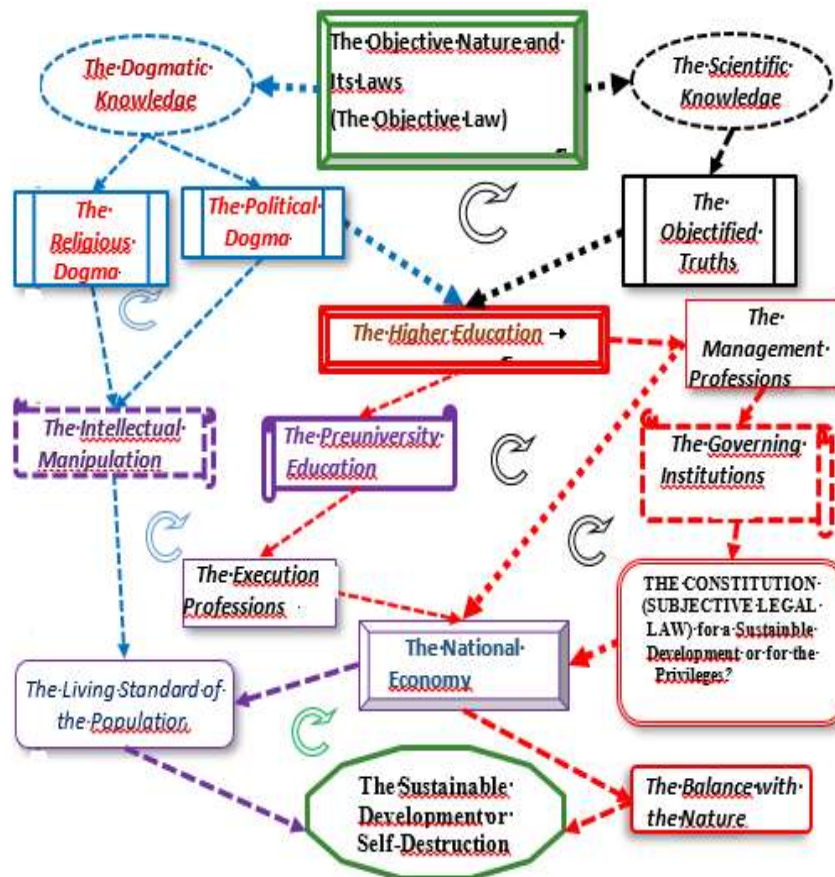 The Objective Nature and
Its Laws
(The Objective Law)
The Dogmatic
Knowledge
The Scientific
Knowledge
The
Religious
Dogma
The Political
Dogma
The
Objectified
Truths
The Higher Education →
The
Management
Professions
The Intellectual
Manipulation
The Preuniversity
Education
The Governing
Institutions
The Execution
Professions
THE CONSTITUTION
(SUBJECTIVE LEGAL
LAW) for a Sustainable
Development or for the
Privileges?
The National
Economy
The Living Standard of
the Population
The Sustainable
Developmentor
Self-Destruction
The Balance with
the Nature